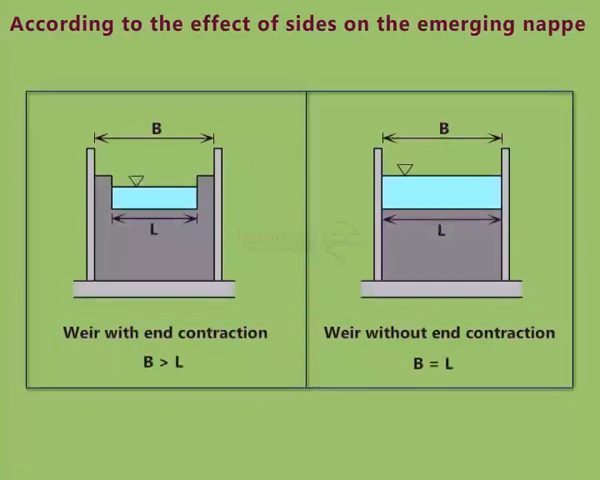 According to the effect of sides on the emerging nappe
B
L
Weir with end contraction
B > L
B
L
Weir without end contraction
B = L